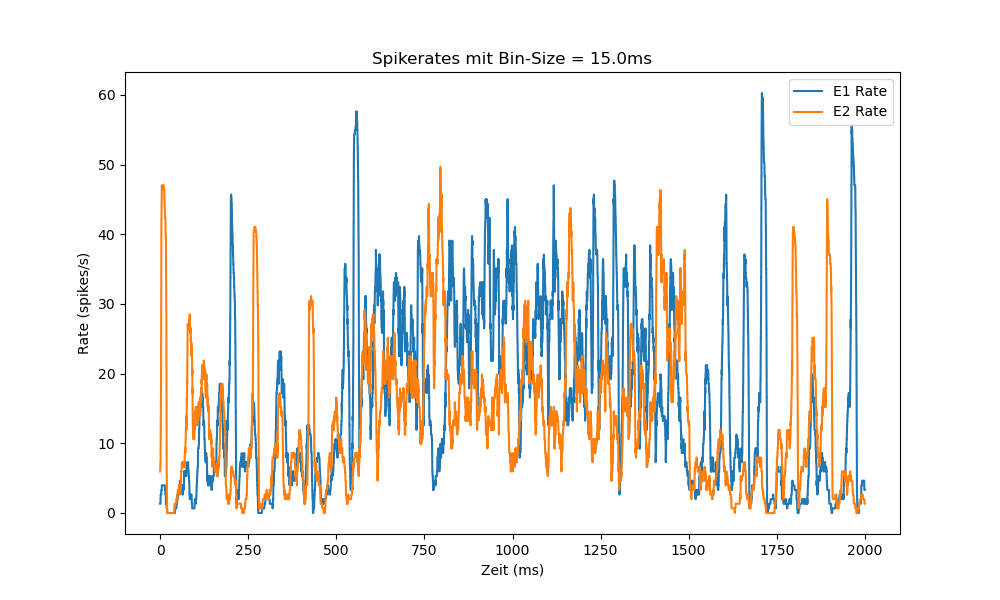 Spikerates mit Bin-Size = 15.0ms
E1 Rate
E2 Rate
60
50
40
30
20
10
0
Rate (spikes/s)
0 250 500 750 1000 1250 1500 1750 2000
Zeit (ms)